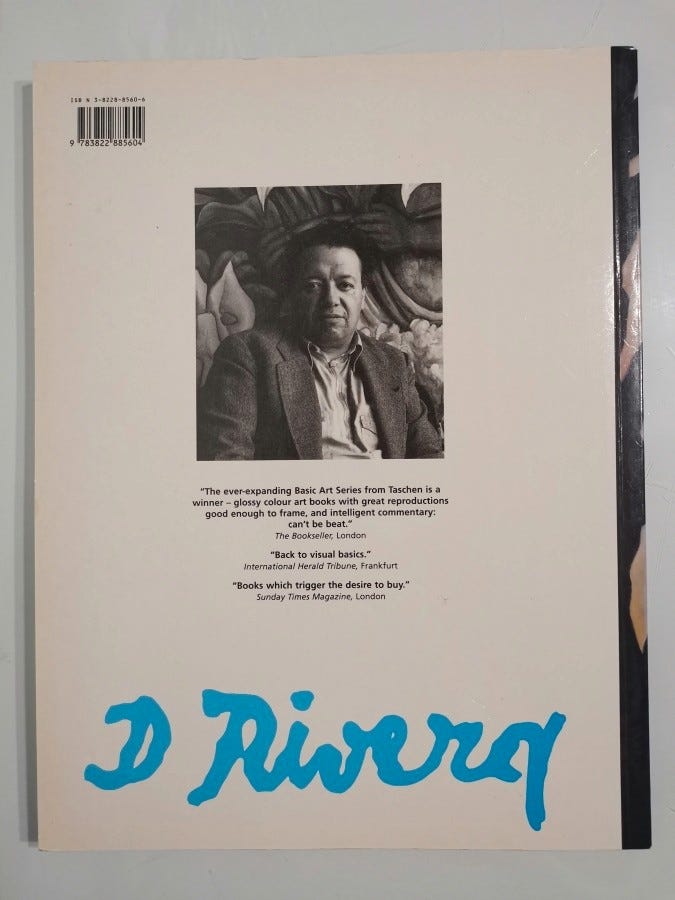 ISBN 3-8228-8560-6
9 783822 885604
“The ever-expanding Basic Art Series from Taschen is a
winner – glossy colour art books with great reproductions
good enough to frame, and intelligent commentary:
can’t be beat.”
The Bookseller, London
“Back to visual basics.”
International Herald Tribune, Frankfurt
“Books which trigger the desire to buy.”
Sunday Times Magazine, London
D Rivera